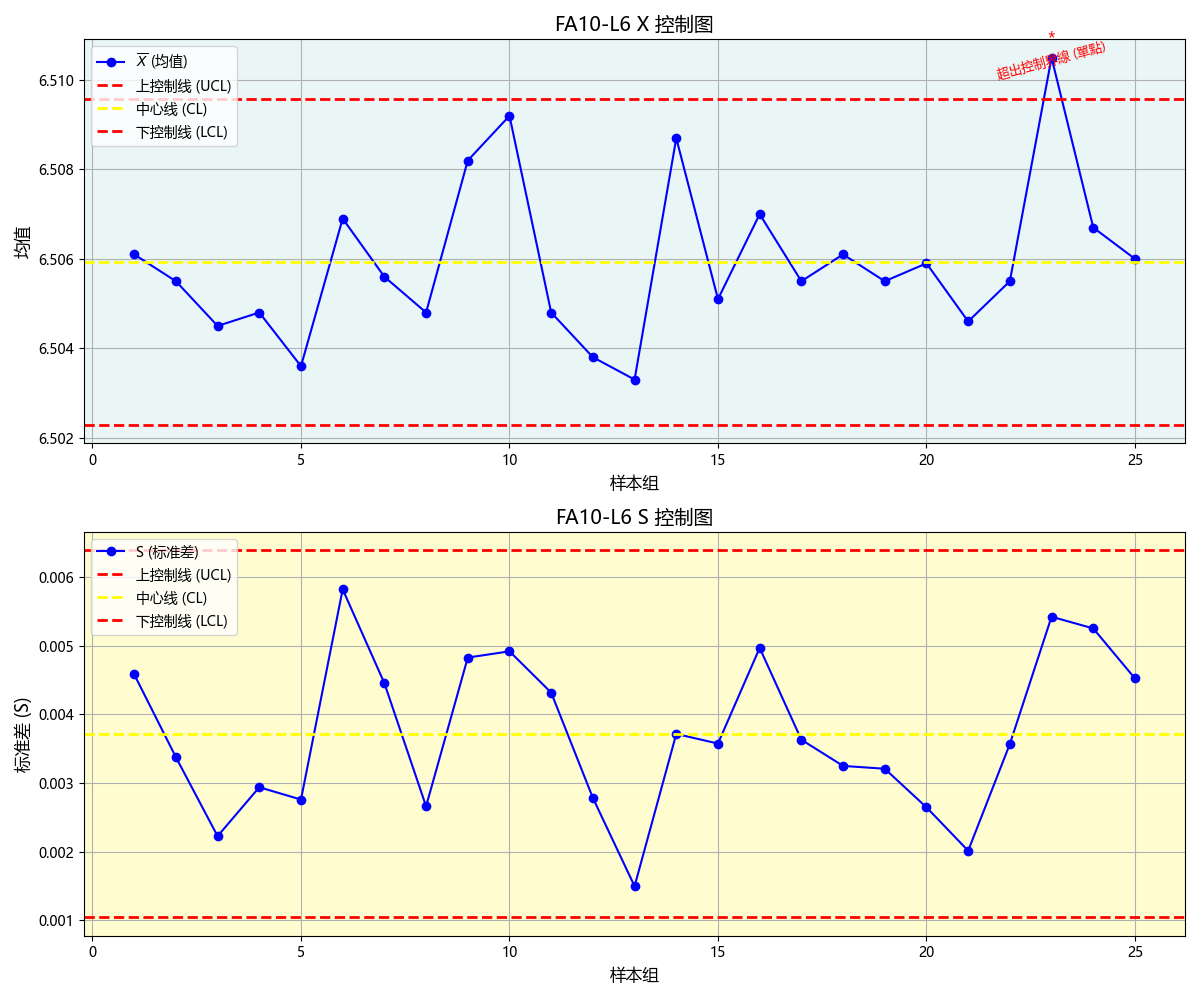 FA10-L6 X 控制图
*
超出控制界線 (單點)
X (均值)
上控制线 (UCL)
中心线 (CL)
下控制线 (LCL)
6.510
6.508
6.506
6.504
6.502
均值
0 5 10 15 20 25
样本组
FA10-L6 S 控制图
S (标准差)
上控制线 (UCL)
中心线 (CL)
下控制线 (LCL)
0.006
0.005
0.004
0.003
0.002
0.001
标准差 (S)
0 5 10 15 20 25
样本组